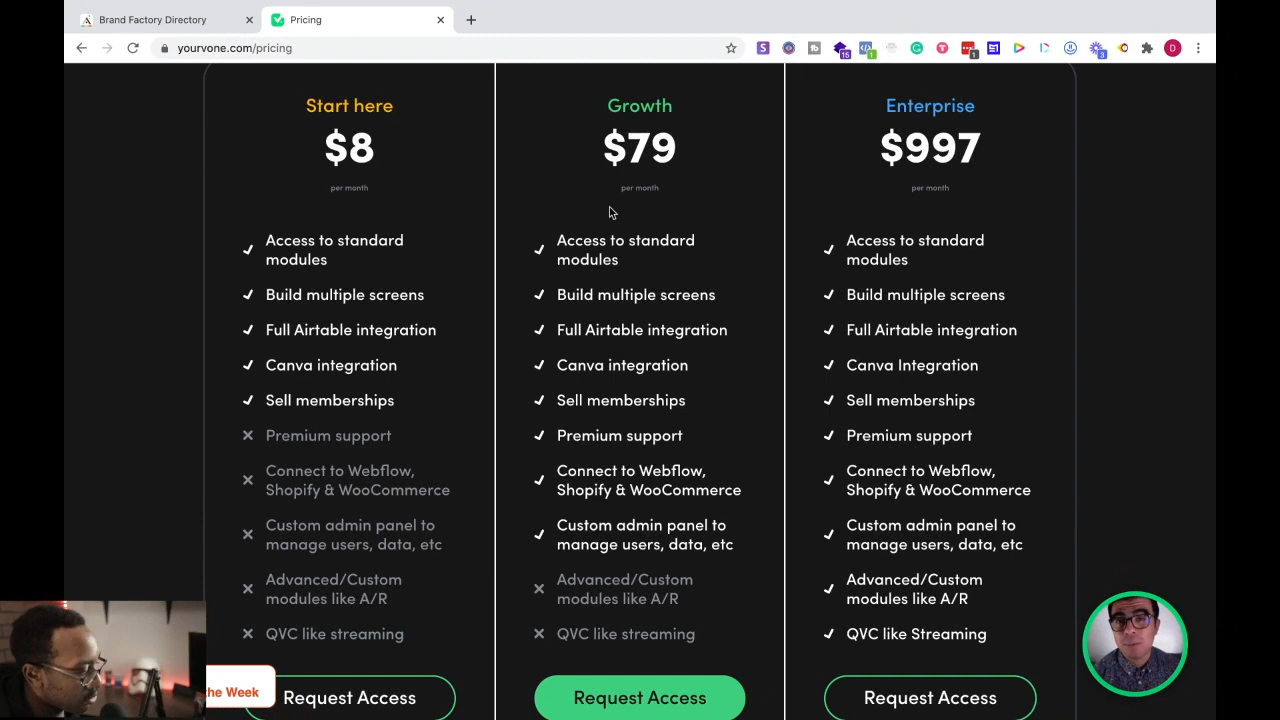 Brand Factory Directory
Pricing
yourvone.com/pricing
15
1
1
3
D
Start here
$8
per month
Access to standard
modules
Build multiple screens
Full Airtable integration
Canva integration
Sell memberships
Premium support
Connect to Webflow,
Shopify & WooCommerce
Custom admin panel to
manage users, data, etc
Advanced/Custom
modules like A/R
QVC like streaming
Request Access
Growth
$79
per month
Access to standard
modules
Build multiple screens
Full Airtable integration
Canva integration
Sell memberships
Premium support
Connect to Webflow,
Shopify & WooCommerce
Custom admin panel to
manage users, data, etc
Advanced/Custom
modules like A/R
QVC like streaming
Request Access
Enterprise
$997
per month
Access to standard
modules
Build multiple screens
Full Airtable integration
Canva Integration
Sell memberships
Premium support
Connect to Webflow,
Shopify & WooCommerce
Custom admin panel to
manage users, data, etc
Advanced/Custom
modules like A/R
QVC like Streaming
Request Access
the Week